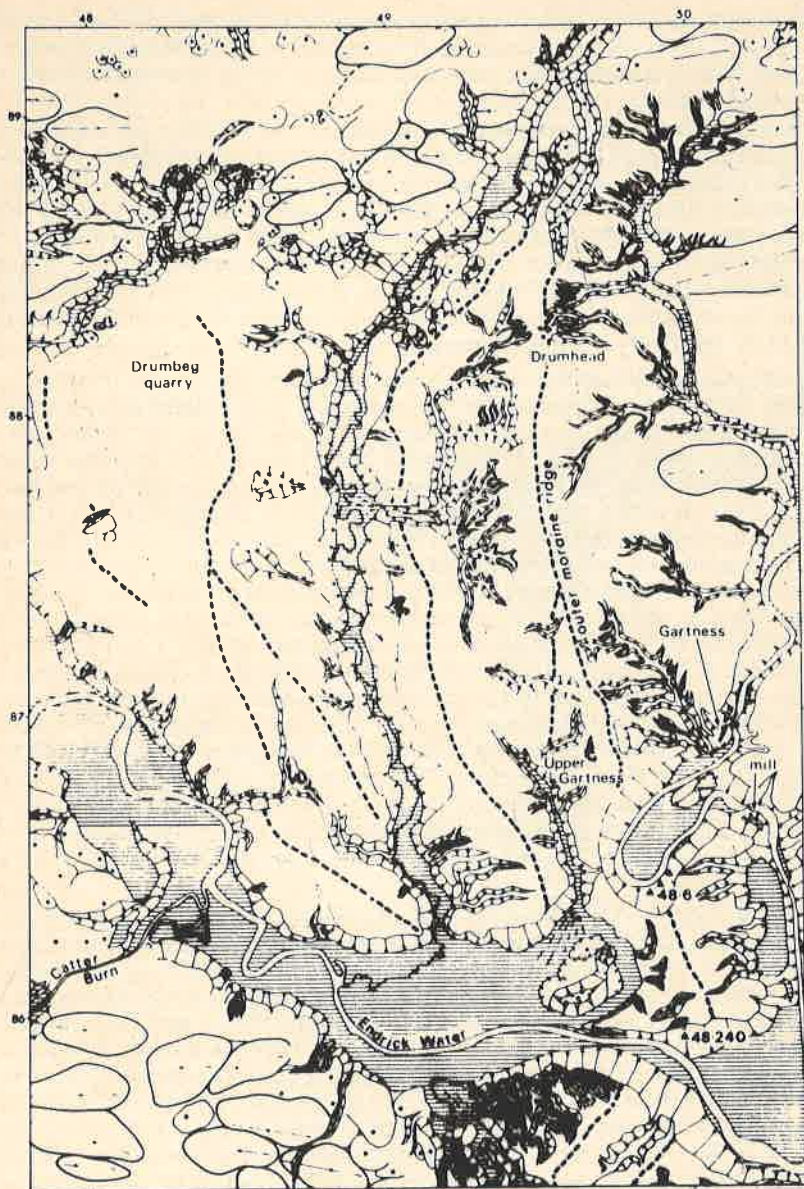 48
49
50
89
Drumbeg
quarry
Drumhead
88
outer moraine ridge
Gartness
87
Upper
Gartness
mill
48·6
Catter
Burn
86
Endrick Water
48·240